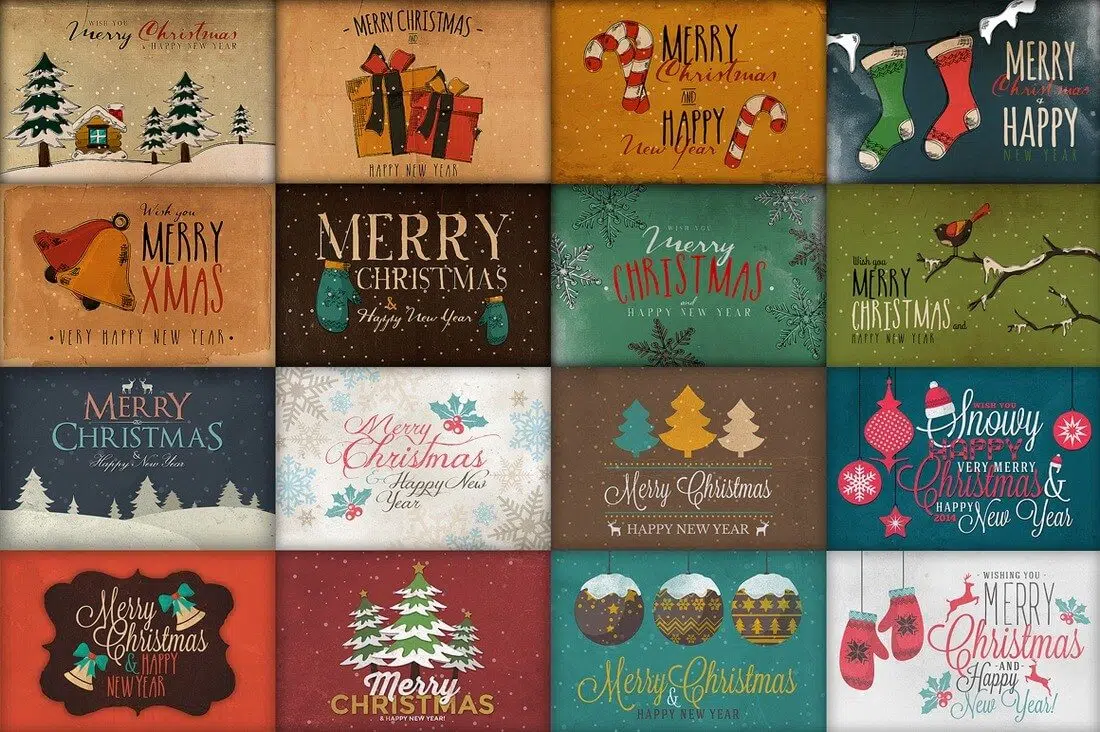 WISH YOU
Merry Christmas
& HAPPY NEW YEAR
- MERRY CHRISTMAS -
AND
HAPPY NEW YEAR
MERRY
Christmas
AND
HAPPY
New Year
MERRY
Christmas
&
HAPPY
NEW YEAR
Wish you
MERRY
XMAS
• VERY HAPPY NEW YEAR •
MERRY
CHRISTMAS
&
Happy New Year
WISH YOU
Merry
CHRISTMAS
and
HAPPY NEW YEAR
Wish you
MERRY
CHRISTMAS and
HAPPY NEW YEAR
MERRY
CHRISTMAS
&
Happy New Year
Merry
Christmas
& Happy New
Year
Merry Christmas
HAPPY NEW YEAR
WISH YOU
Snowy
HAPPY
VERY MERRY
Christmas &
2014 HAPPY
New Year
Merry
Christmas
& HAPPY
NEW YEAR
Merry
CHRISTMAS
& HAPPY NEW YEAR!
Merry Christmas
&
HAPPY NEW YEAR
- WISHING YOU -
MERRY
Christmas
-AND-
Happy
New Year!